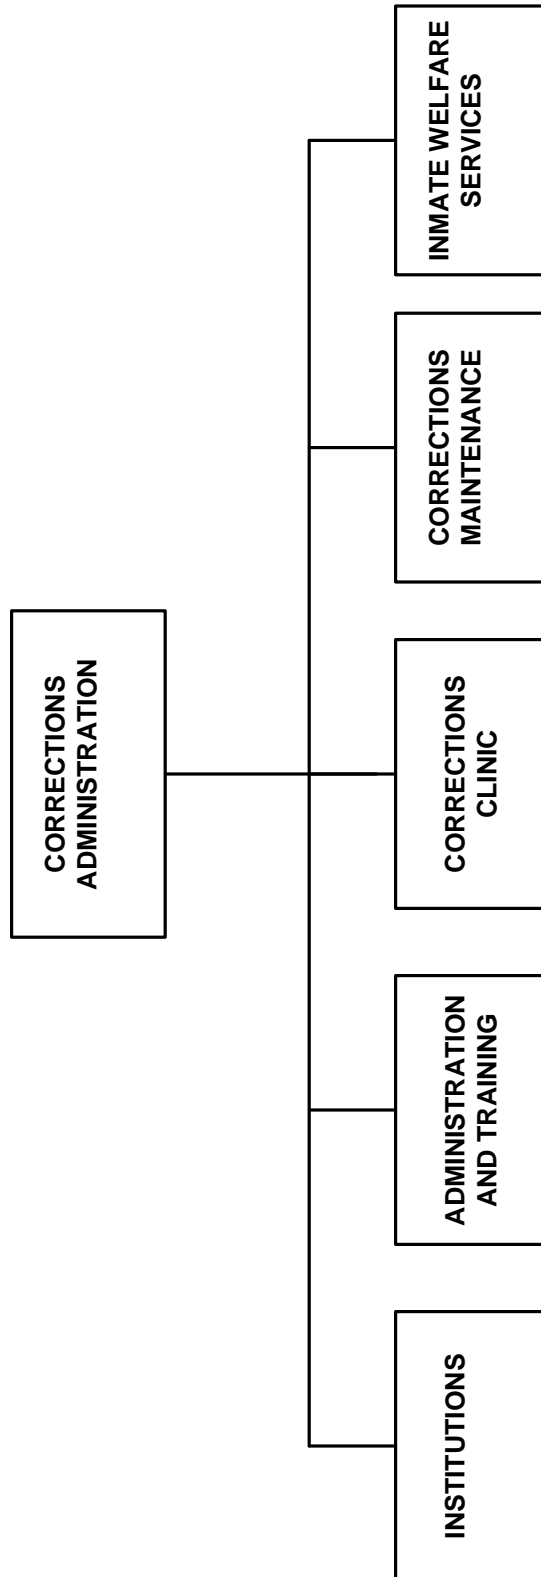 CORRECTIONS
ADMINISTRATION
INSTITUTIONS
ADMINISTRATION
AND TRAINING
CORRECTIONS
CLINIC
CORRECTIONS
MAINTENANCE
INMATE WELFARE
SERVICES